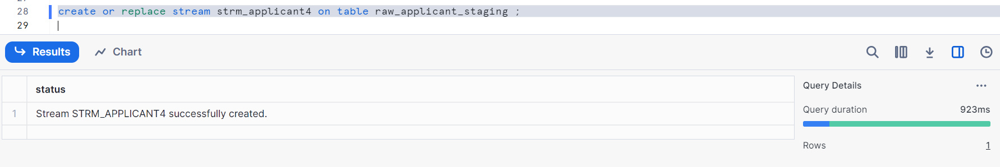 28 create or replace stream strm_applicant4 on table raw_applicant_staging ;
29
Results Chart
status
1 Stream STRM_APPLICANT4 successfully created.
Query Details ...
Query duration 923ms
Rows 1